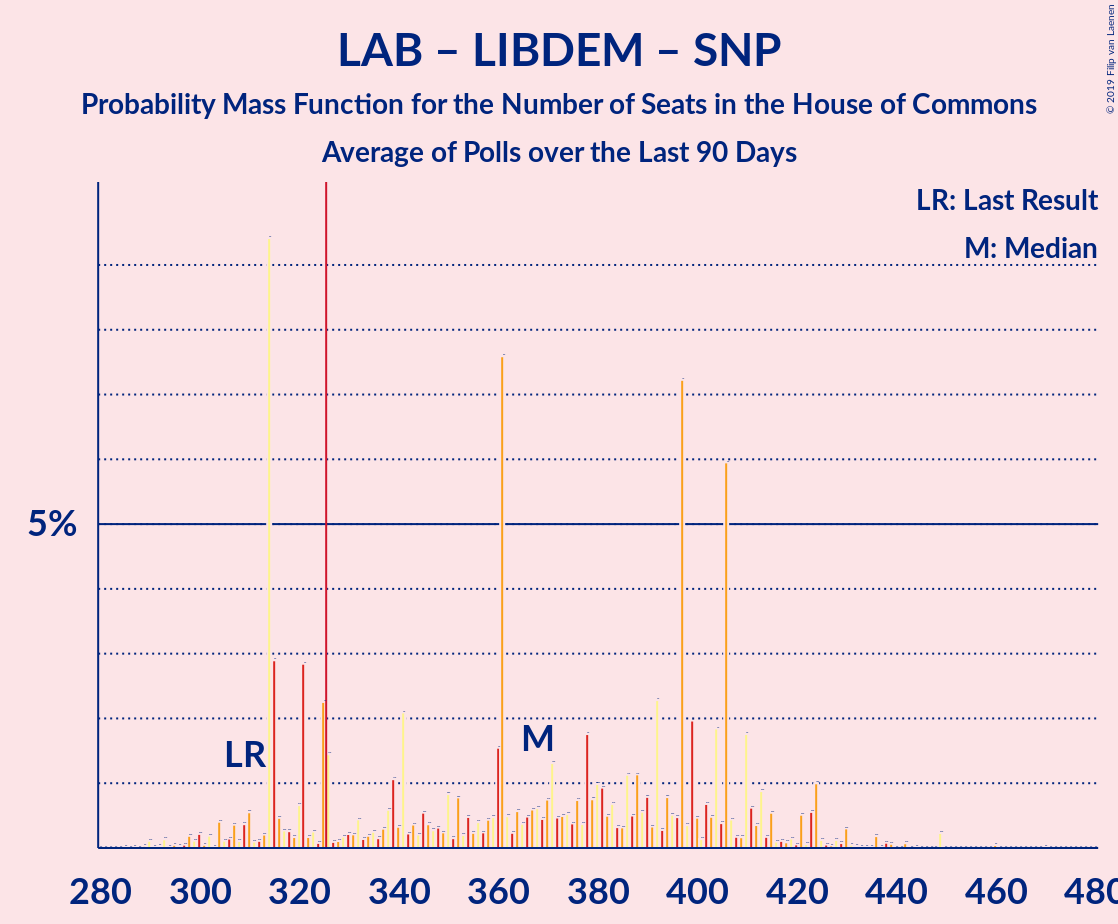 LAB – LIBDEM – SNP
Probability Mass Function for the Number of Seats in the House of Commons
Average of Polls over the Last 90 Days
© 2019 Filip van Laenen
LR: Last Result
M: Median
5%
LR
M
280 300 320 340 360 380 400 420 440 460 480